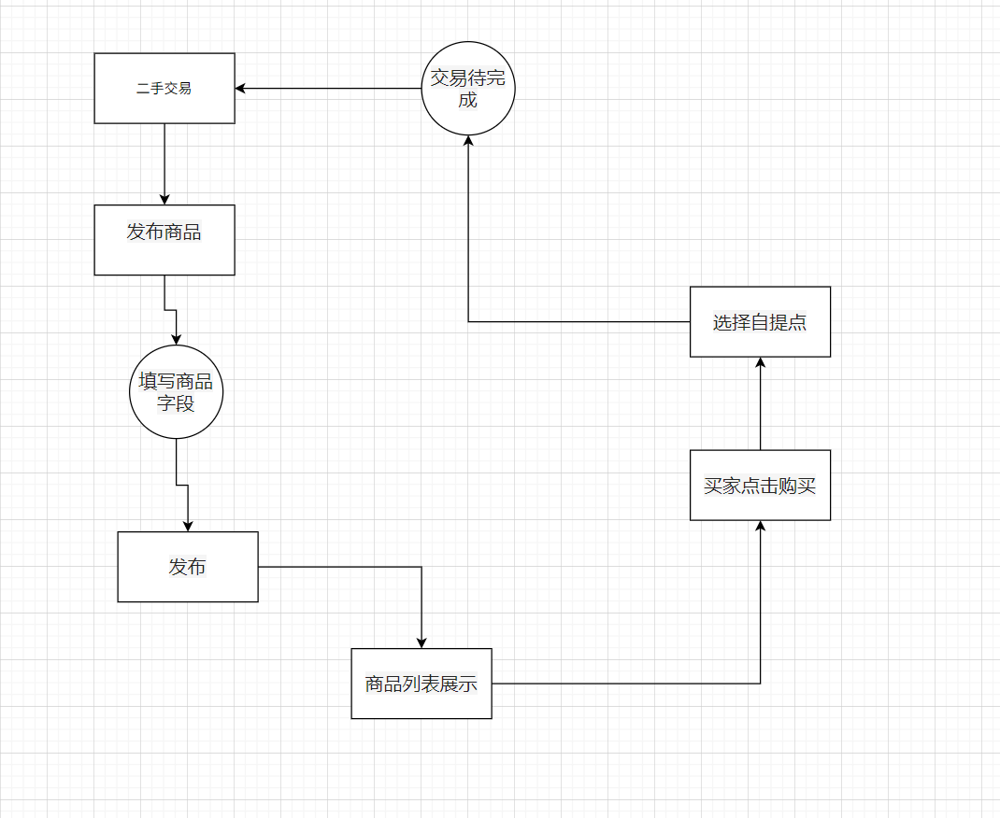 二手交易
交易待完
成
发布商品
填写商品
字段
发布
商品列表展示
买家点击购买
选择自提点